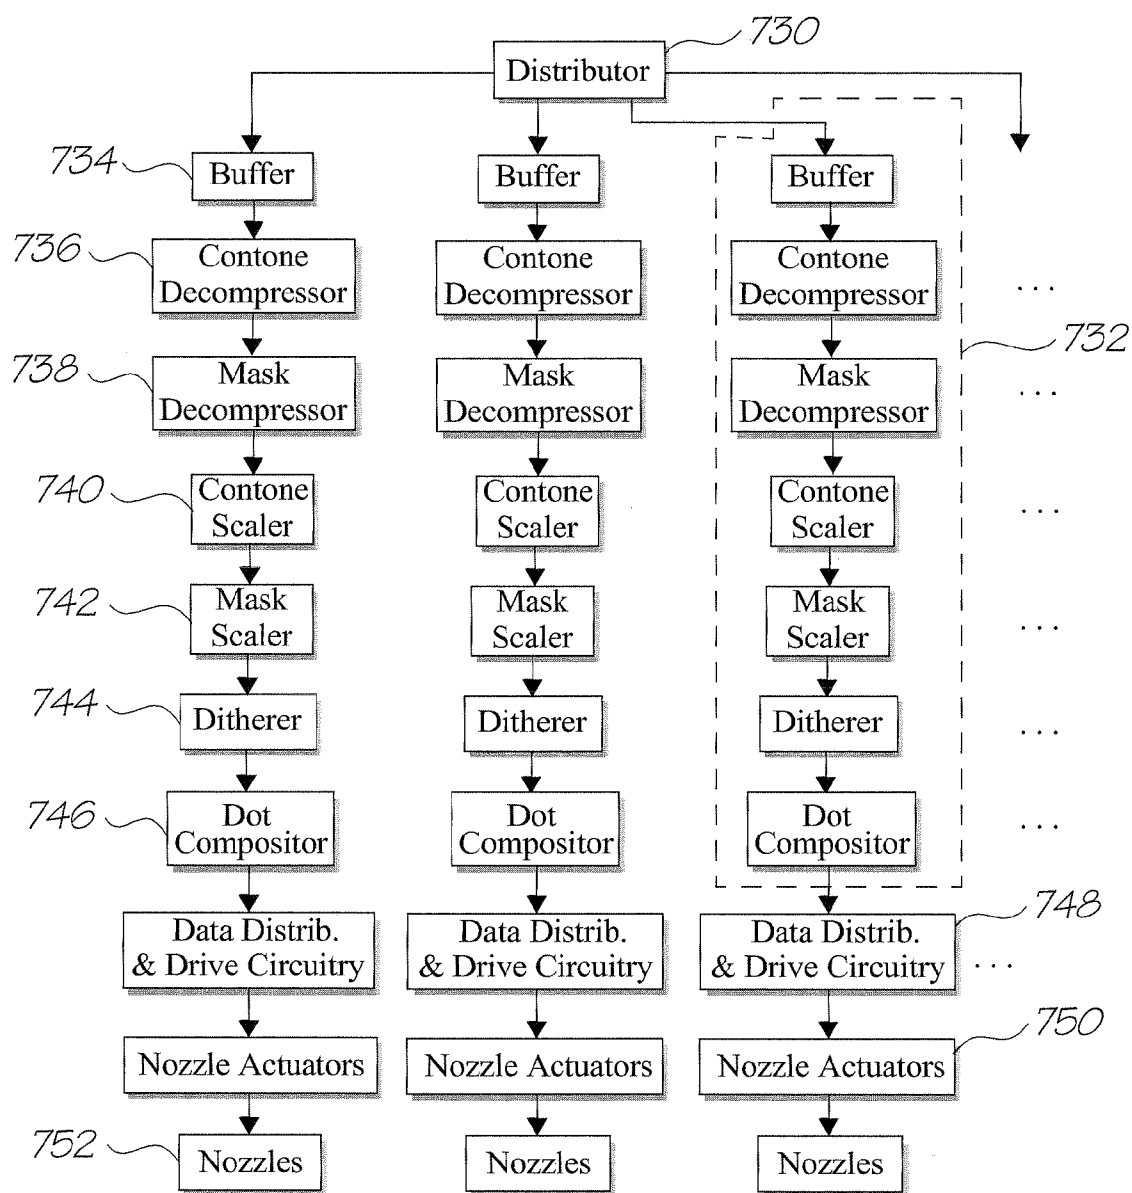 730
Distributor
734
Buffer
Buffer
Buffer
736
Contone
Decompressor
Contone
Decompressor
Contone
Decompressor
. . .
732
738
Mask
Decompressor
Mask
Decompressor
Mask
Decompressor
. . .
740
Contone
Scaler
Contone
Scaler
Contone
Scaler
. . .
742
Mask
Scaler
Mask
Scaler
Mask
Scaler
. . .
744
Ditherer
Ditherer
Ditherer
. . .
746
Dot
Compositor
Dot
Compositor
Dot
Compositor
. . .
748
Data Distrib.
& Drive Circuitry
Data Distrib.
& Drive Circuitry
Data Distrib.
& Drive Circuitry
. . .
750
Nozzle Actuators
Nozzle Actuators
Nozzle Actuators
752
Nozzles
Nozzles
Nozzles